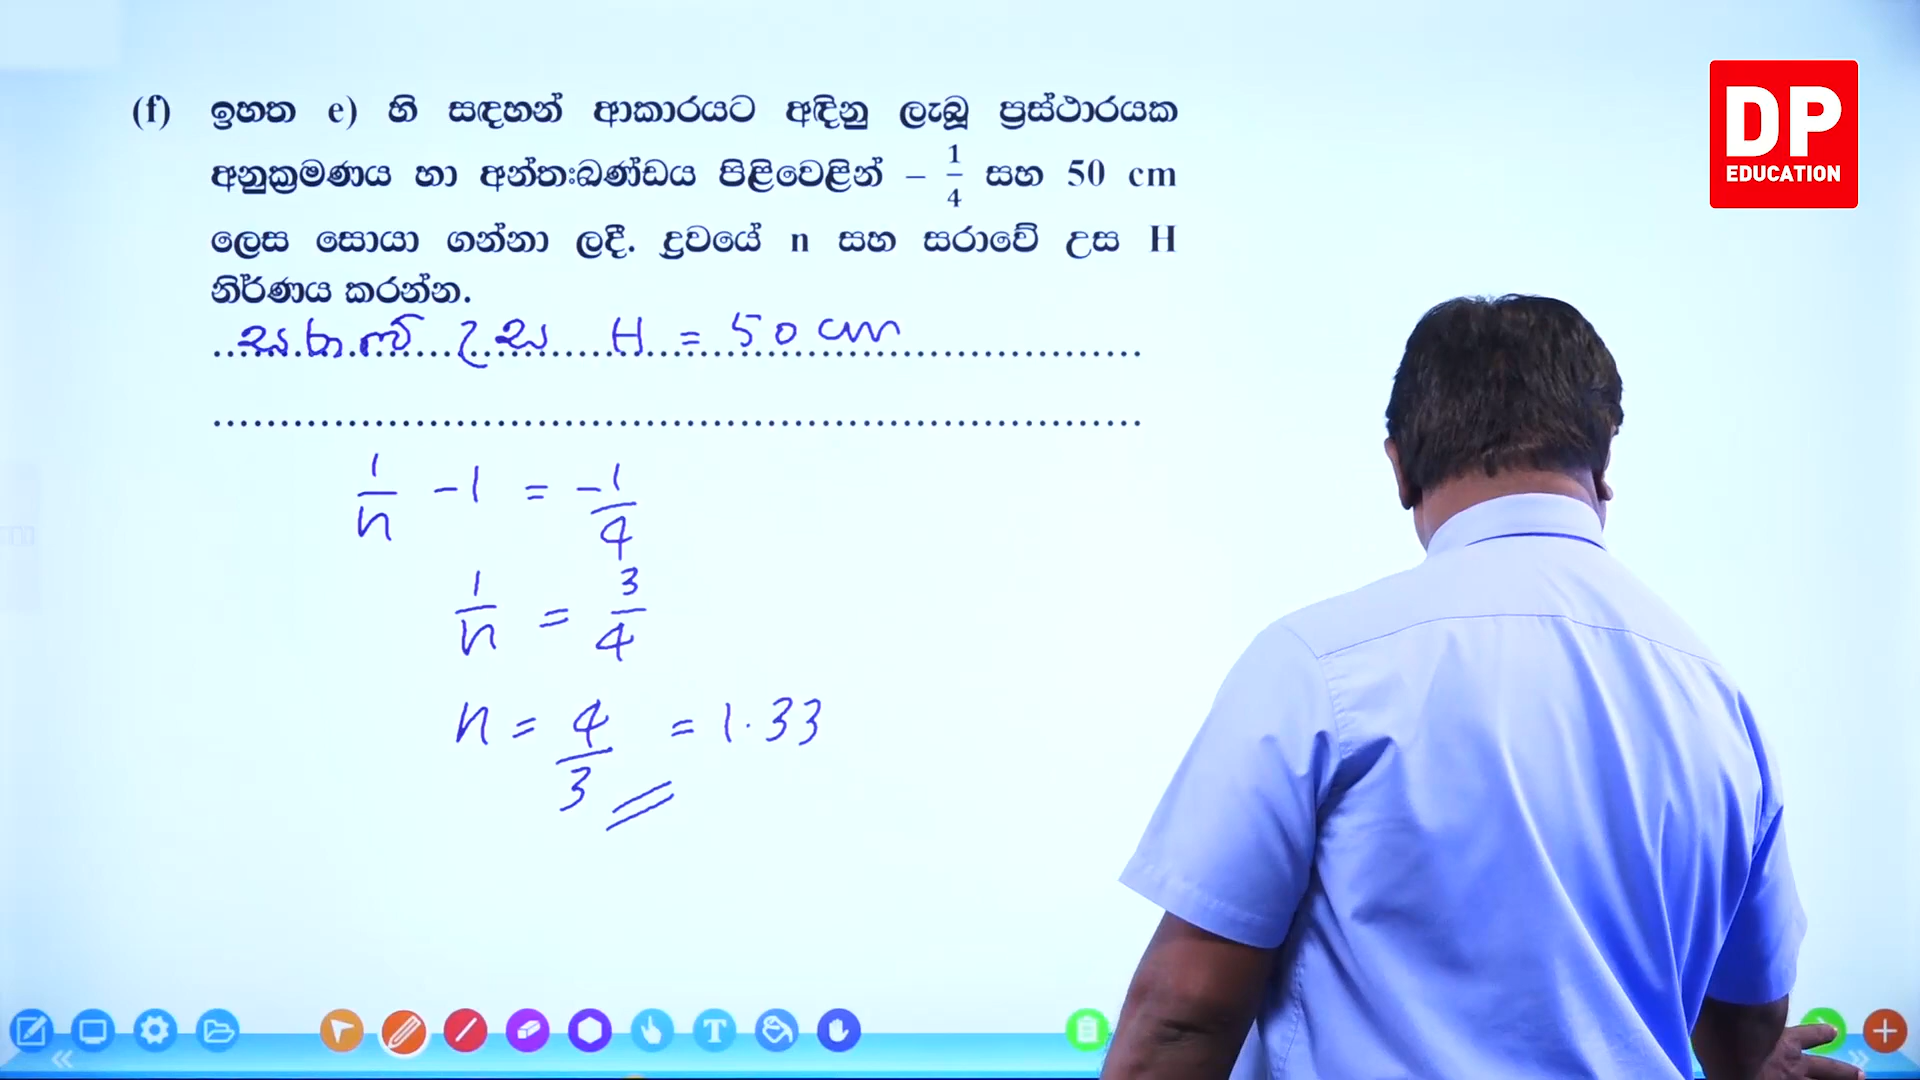 (f) ඉහත e) හි සඳහන් ආකාරයට අඳිනු ලැබූ ප්‍රස්ථාරයක
අනුක්‍රමණය හා අන්තඃඛණ්ඩය පිළිවෙළින් – 1/4 සහ 50 cm
ලෙස සොයා ගන්නා ලදී. ද්‍රවයේ n සහ සරාවේ උස H
නිර්ණය කරන්න.
සරාවේ උස H = 50 cm
1/n - 1 = -1/4
1/n = 3/4
n = 4/3 = 1.33
DP
EDUCATION
T